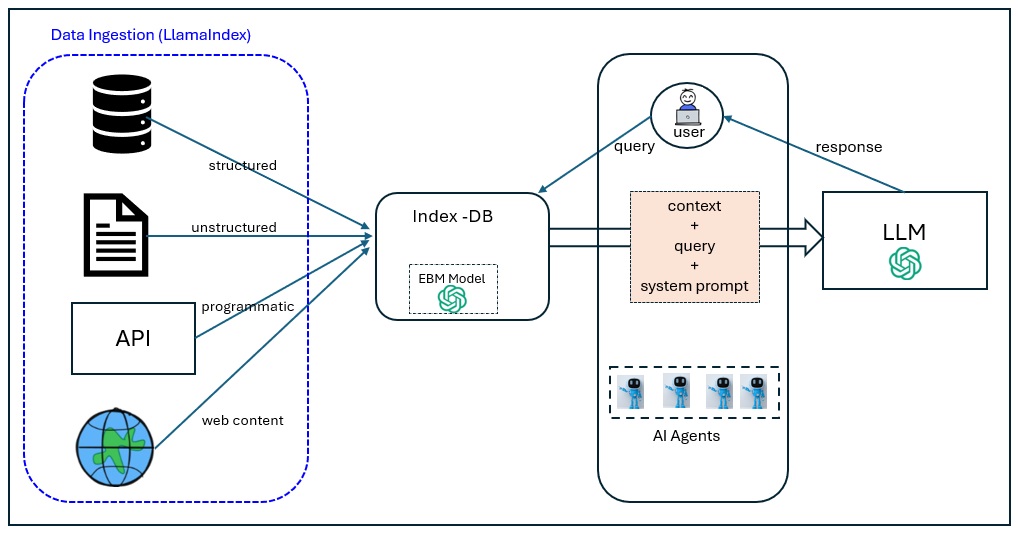 Data Ingestion (LlamaIndex)
structured
unstructured
API
programmatic
web content
Index -DB
EBM Model
user
query
response
context
+
query
+
system prompt
AI Agents
LLM